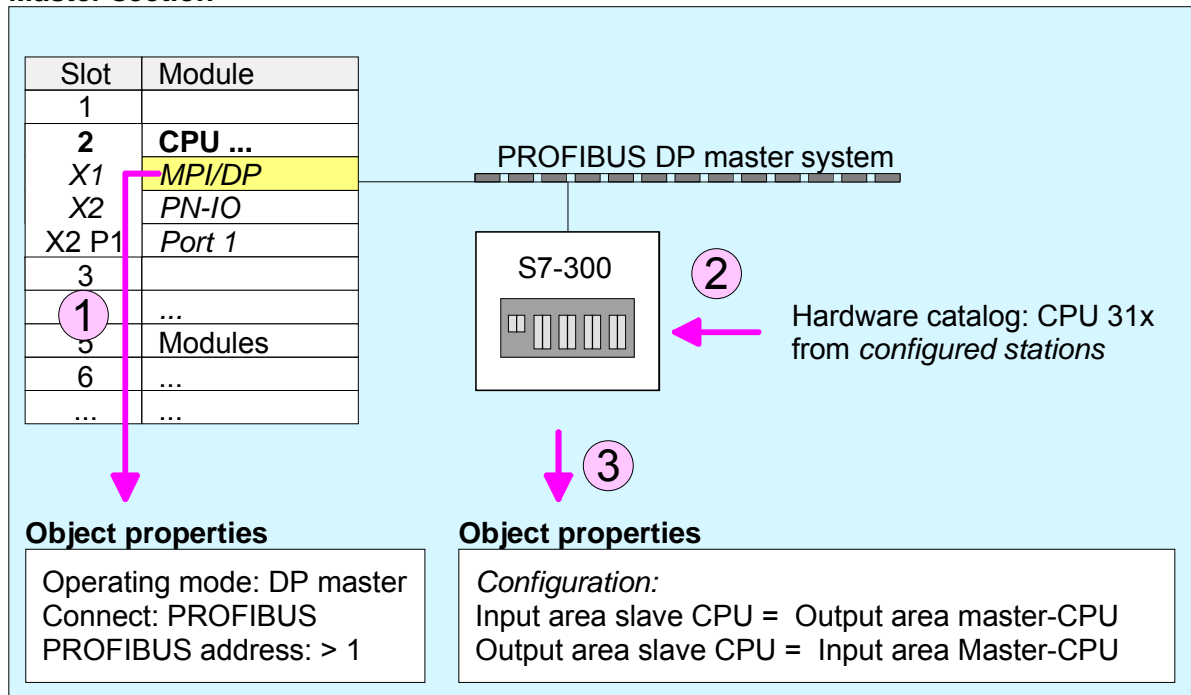 Master section
Slot Module
1
2 CPU ...
X1 MPI/DP
X2 PN-IO
X2 P1 Port 1
3
...
5 Modules
6 ...
... ...
1
PROFIBUS DP master system
S7-300
2
Hardware catalog: CPU 31x
from configured stations
3
Object properties
Operating mode: DP master
Connect: PROFIBUS
PROFIBUS address: > 1
Object properties
Configuration:
Input area slave CPU = Output area master-CPU
Output area slave CPU = Input area Master-CPU